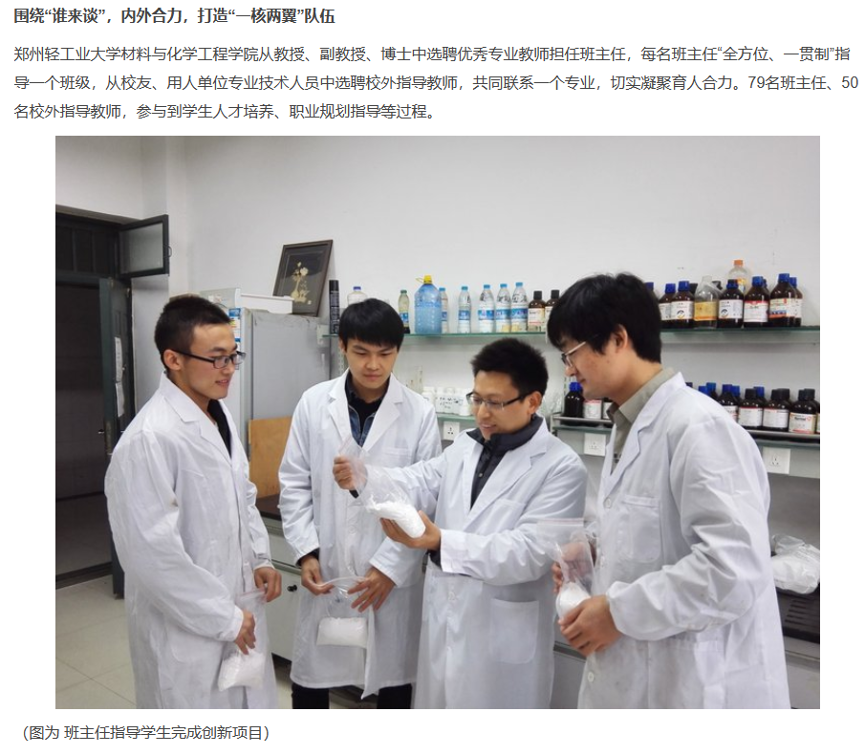 围绕“谁来谈”，内外合力，打造“一核两翼”队伍
郑州轻工业大学材料与化学工程学院从教授、副教授、博士中选聘优秀专业教师担任班主任，每名班主任“全方位、一贯制”指
导一个班级，从校友、用人单位专业技术人员中选聘校外指导教师，共同联系一个专业，切实凝聚育人合力。79名班主任、50
名校外指导教师，参与到学生人才培养、职业规划指导等过程。
（图为 班主任指导学生完成创新项目）